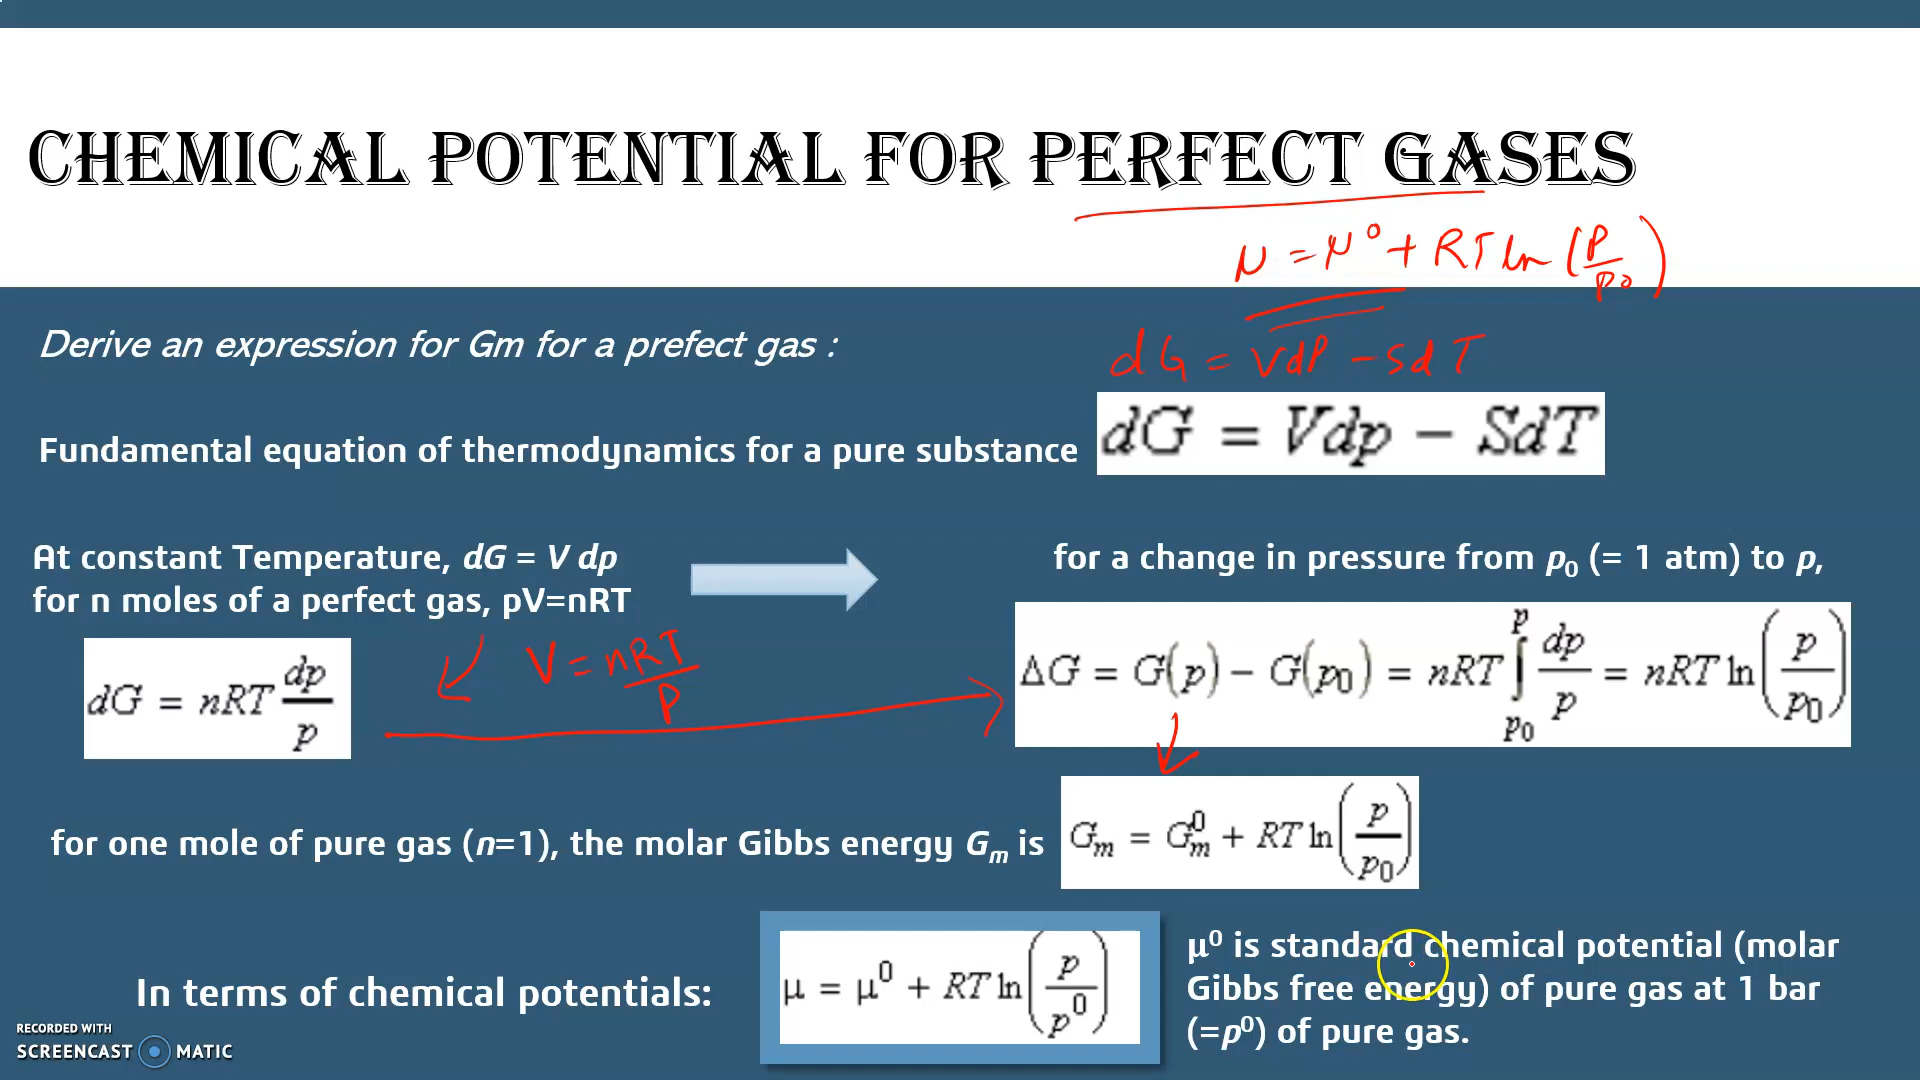 CHEMICAL POTENTIAL FOR PERFECT GASES
μ = μ⁰ + RT ln (P/P₀)
Derive an expression for Gm for a prefect gas :
dG = VdP - SdT
Fundamental equation of thermodynamics for a pure substance dG = Vdp − SdT
At constant Temperature, dG = V dp
for n moles of a perfect gas, pV=nRT
for a change in pressure from p₀ (= 1 atm) to p,
dG = nRT dp/p
V = nRT/P
ΔG = G(p) − G(p₀) = nRT ∫_{p₀}^{p} dp/p = nRT ln(p/p₀)
for one mole of pure gas (n=1), the molar Gibbs energy Gₘ is Gₘ = G⁰ₘ + RT ln(p/p₀)
In terms of chemical potentials: μ = μ⁰ + RT ln(p/p⁰)
μ⁰ is standard chemical potential (molar
Gibbs free energy) of pure gas at 1 bar
(=p⁰) of pure gas.
RECORDED WITH
SCREENCAST MATIC